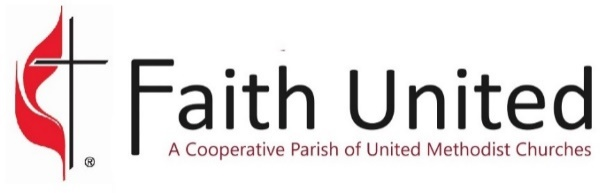 Faith United
A Cooperative Parish of United Methodist Churches
®